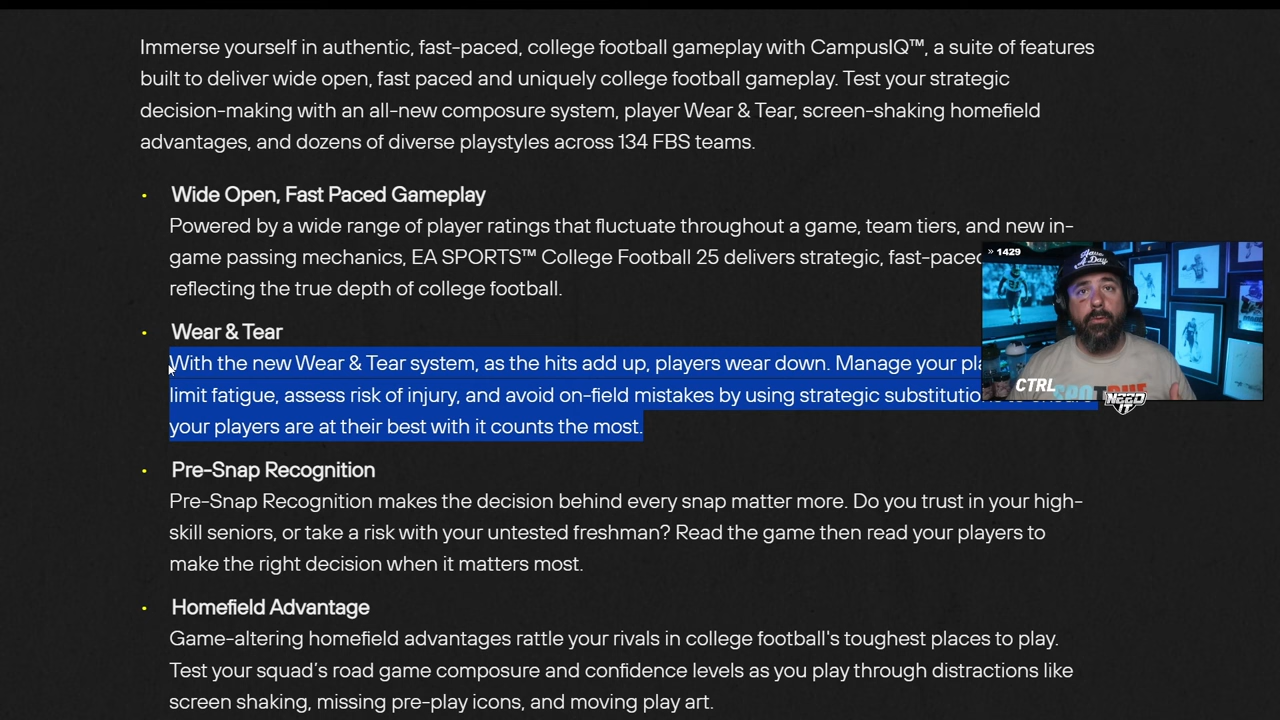 Immerse yourself in authentic, fast-paced, college football gameplay with CampusIQ™, a suite of features
built to deliver wide open, fast paced and uniquely college football gameplay. Test your strategic
decision-making with an all-new composure system, player Wear & Tear, screen-shaking homefield
advantages, and dozens of diverse playstyles across 134 FBS teams.
• Wide Open, Fast Paced Gameplay
Powered by a wide range of player ratings that fluctuate throughout a game, team tiers, and new in-
game passing mechanics, EA SPORTS™ College Football 25 delivers strategic, fast-paced
reflecting the true depth of college football.
» 1429
• Wear & Tear
With the new Wear & Tear system, as the hits add up, players wear down. Manage your
limit fatigue, assess risk of injury, and avoid on-field mistakes by using strategic
your players are at their best with it counts the most.
CTRL
NEED
IT
• Pre-Snap Recognition
Pre-Snap Recognition makes the decision behind every snap matter more. Do you trust in your high-
skill seniors, or take a risk with your untested freshman? Read the game then read your players to
make the right decision when it matters most.
• Homefield Advantage
Game-altering homefield advantages rattle your rivals in college football's toughest places to play.
Test your squad’s road game composure and confidence levels as you play through distractions like
screen shaking, missing pre-play icons, and moving play art.